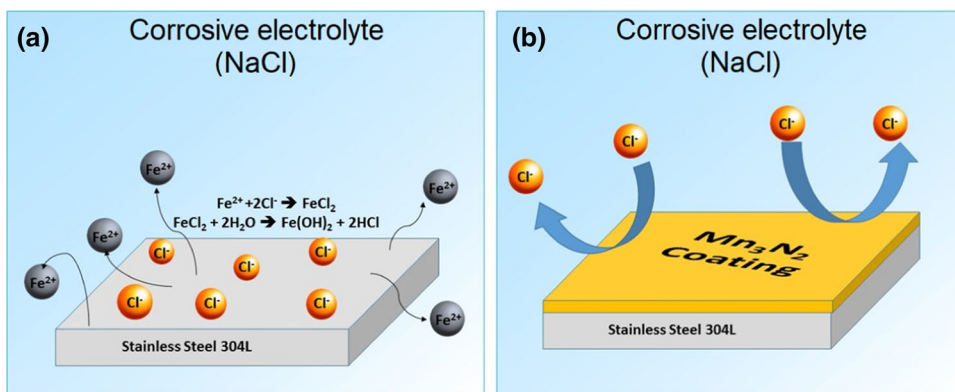 (a)
Corrosive electrolyte
(NaCl)
Fe²⁺
Fe²⁺
Fe²⁺ +2Cl⁻ ➔ FeCl₂
FeCl₂ + 2H₂O ➔ Fe(OH)₂ + 2HCl
Fe²⁺
Cl⁻
Cl⁻
Cl⁻
Fe²⁺
Cl⁻
Cl⁻
Cl⁻
Fe²⁺
Stainless Steel 304L
(b)
Corrosive electrolyte
(NaCl)
Cl⁻
Cl⁻
Cl⁻
Cl⁻
Mn₃N₂
Coating
Stainless Steel 304L